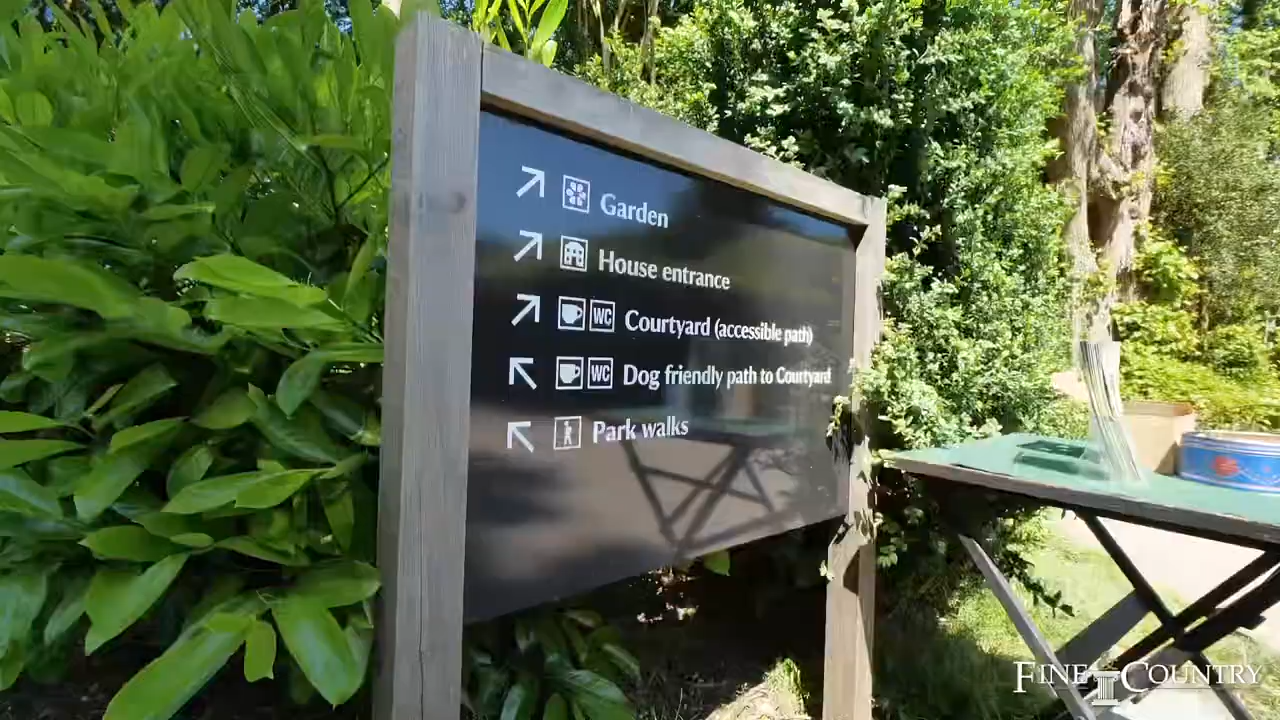 Garden
House entrance
WC Courtyard (accessible path)
WC Dog friendly path to Courtyard
Park walks
FINE COUNTRY